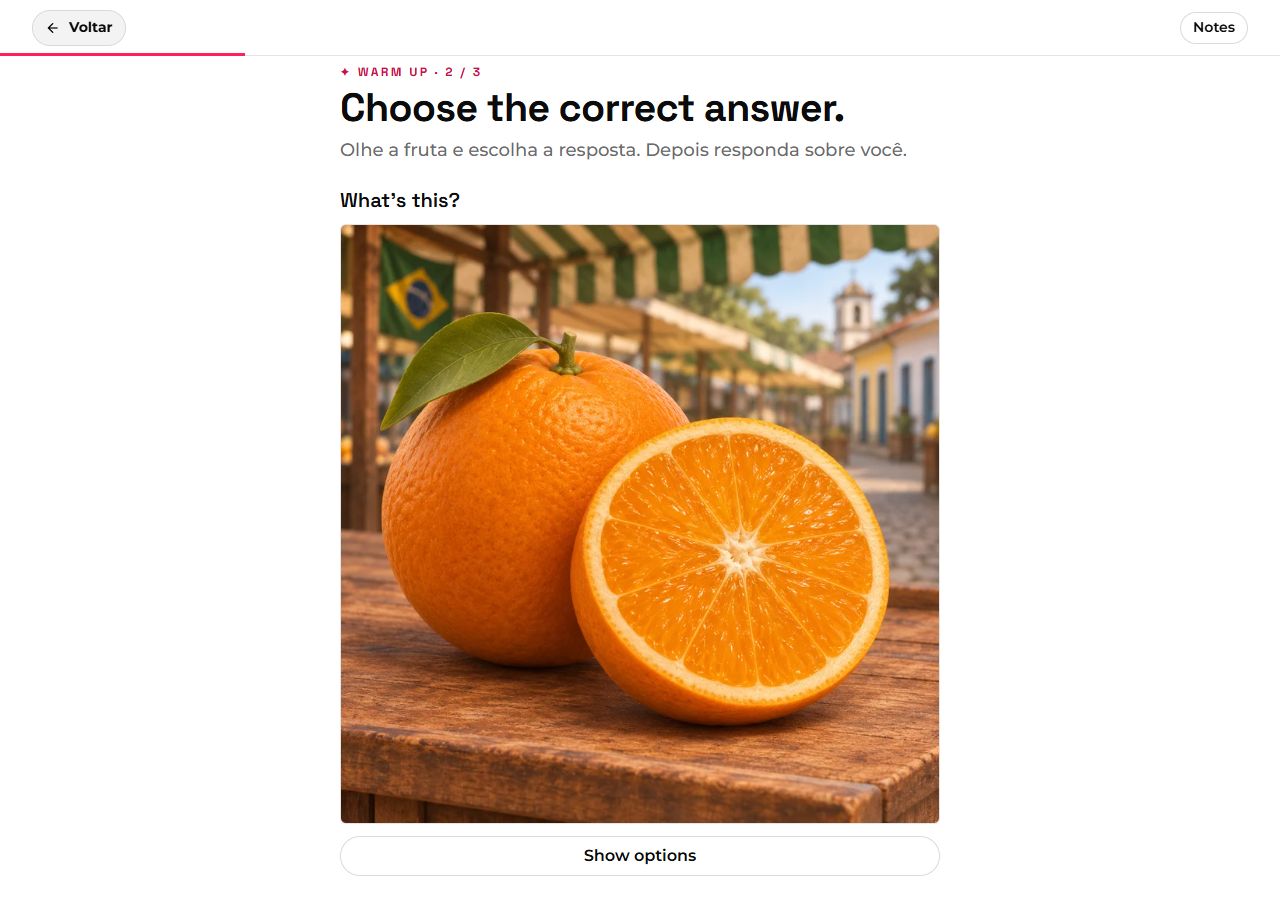 Voltar
Notes
✦ WARM UP · 2 / 3
Choose the correct answer.
Olhe a fruta e escolha a resposta. Depois responda sobre você.
What’s this?
Show options